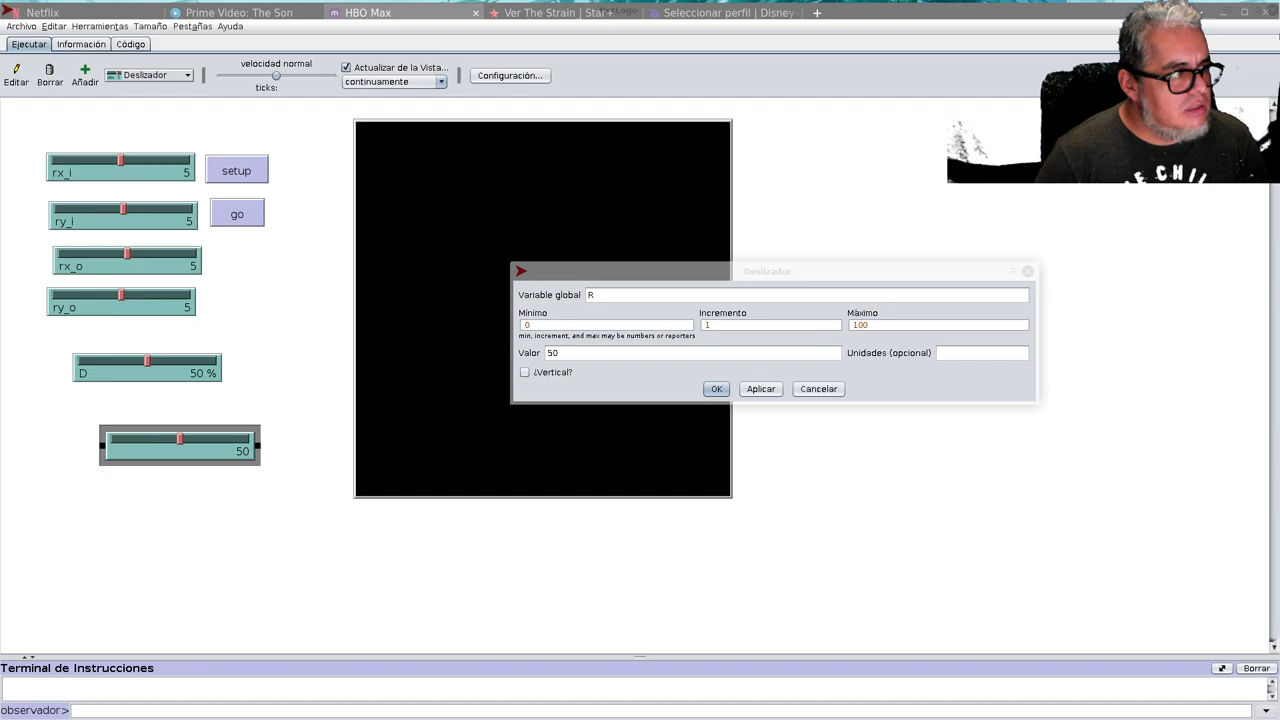 Netflix
Prime Video: The Son
HBO Max
Ver The Strain | Star+
Seleccionar perfil | Disney
Archivo Editar Herramientas Tamaño Pestañas Ayuda
Ejecutar Información Código
velocidad normal
Actualizar de la Vista...
Editar Borrar Añadir
Deslizador
continuamente
Configuración...
ticks:
rx_i 5
setup
ry_i 5
go
rx_o 5
ry_o 5
D 50 %
50
Deslizador
Variable global R
Mínimo Incremento Máximo
0 1 100
min, increment, and max may be numbers or reporters
Valor 50 Unidades (opcional)
¿Vertical?
OK Aplicar Cancelar
E CHIL
Terminal de Instrucciones
Borrar
observador>